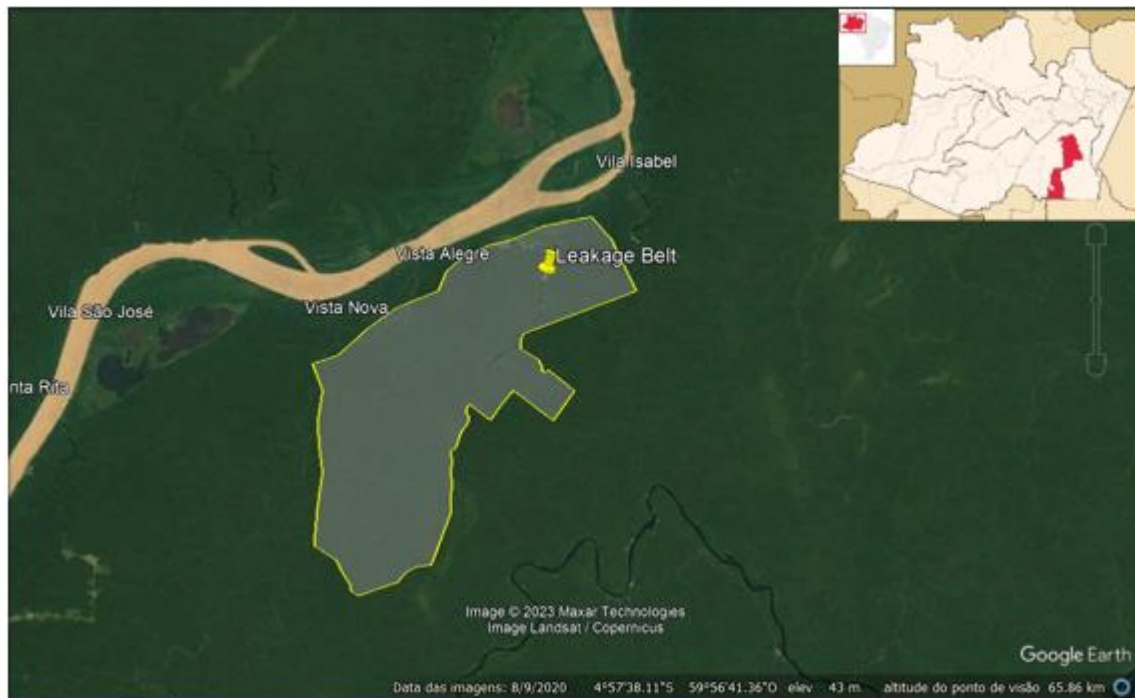 Vila Isabel
Vista Alegre
Leakage Belt
Vista Nova
Vila São José
nta Rita
Image © 2023 Maxar Technologies
Image Landsat / Copernicus
Google Earth
Data das imagens: 8/9/2020 4°57'38.11"S 59°56'41.36"O elev 43 m altitude do ponto de visão 65.86 km